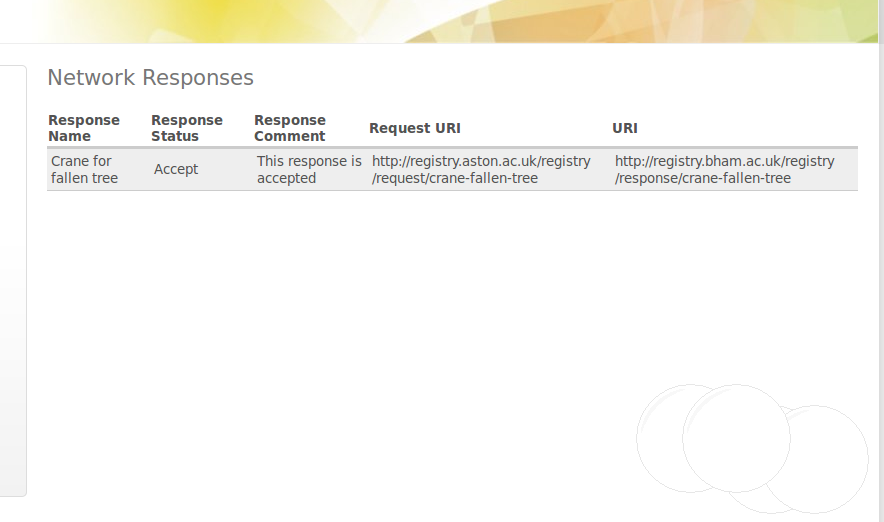 Network Responses
Response Name
Response Status
Response Comment
Request URI
URI
Crane for
fallen tree
Accept
This response is
accepted
http://registry.aston.ac.uk/registry
/request/crane-fallen-tree
http://registry.bham.ac.uk/registry
/response/crane-fallen-tree